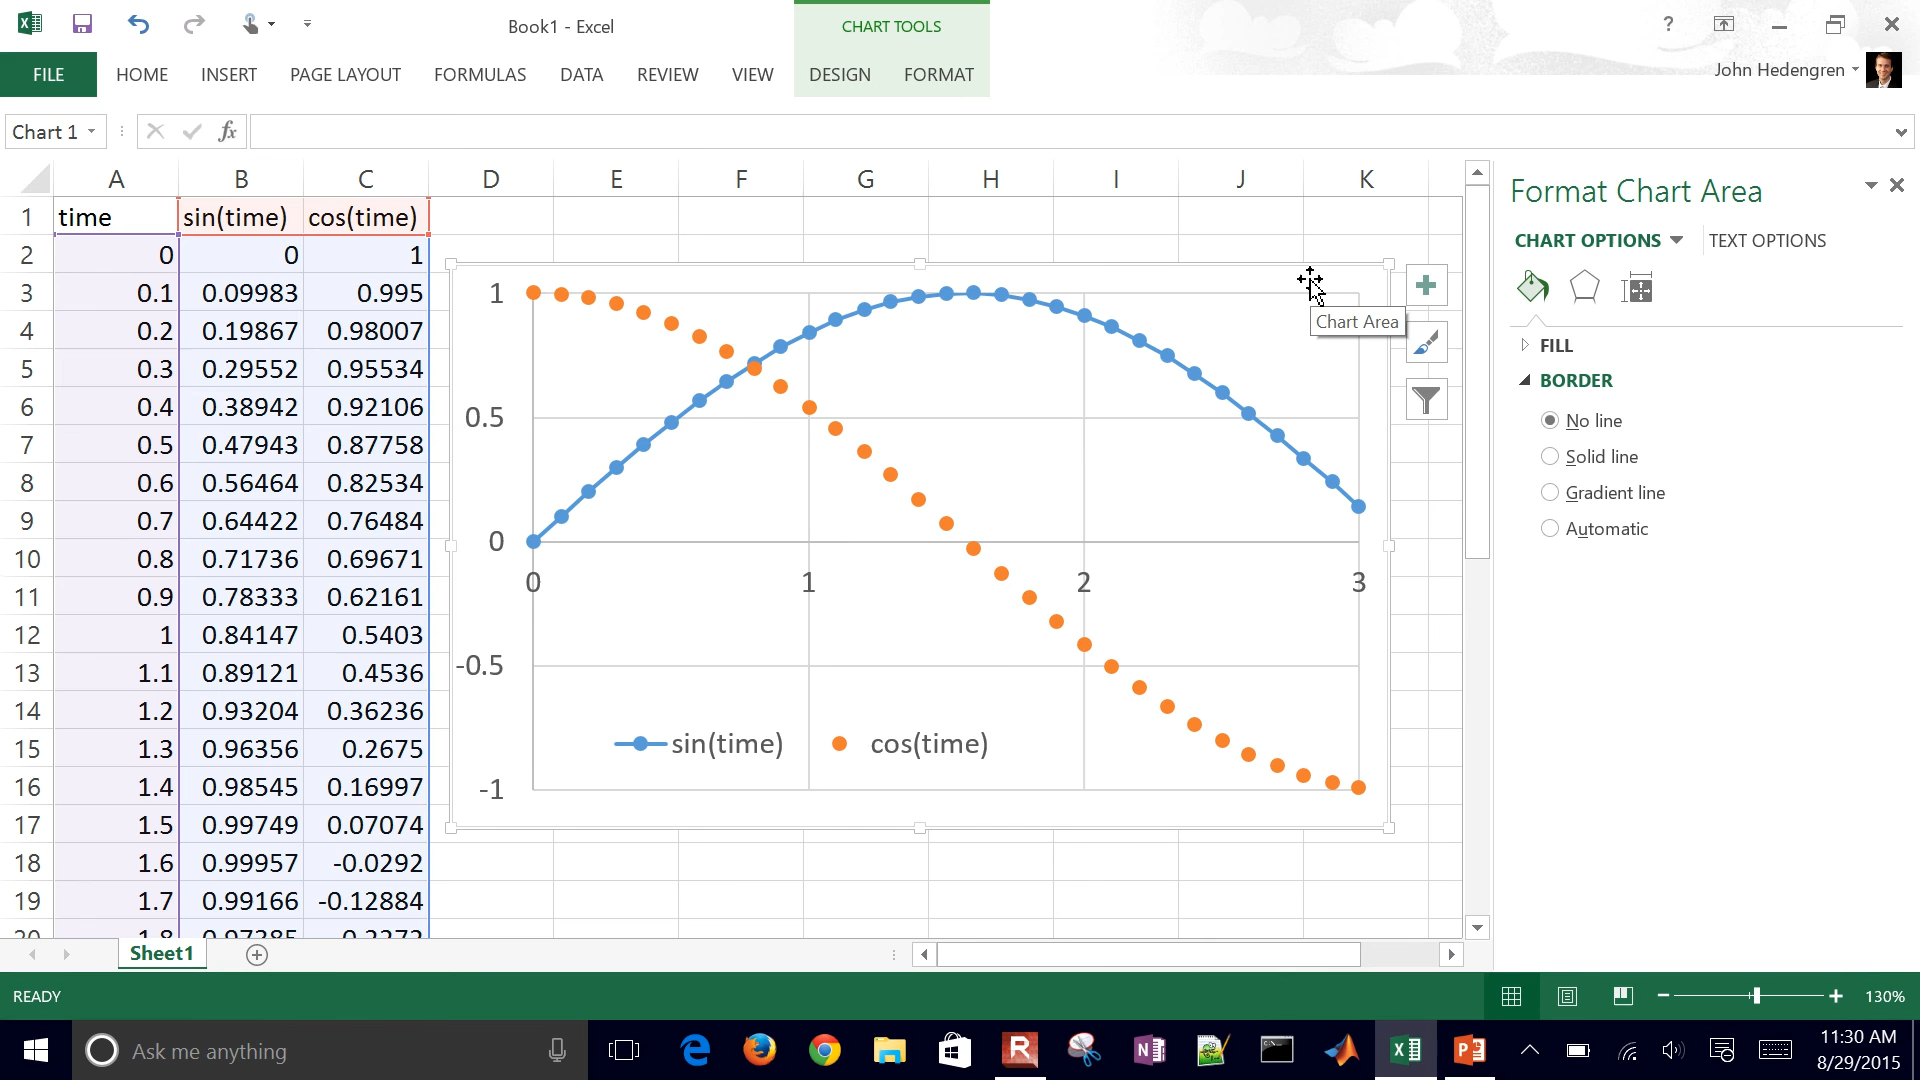 Book1 - Excel
CHART TOOLS
?
FILE HOME INSERT PAGE LAYOUT FORMULAS DATA REVIEW VIEW DESIGN FORMAT
John Hedengren
Chart 1
fx
A B C D E F G H I J K
1 time sin(time) cos(time)
2 0 0 1
3 0.1 0.09983 0.995
4 0.2 0.19867 0.98007
5 0.3 0.29552 0.95534
6 0.4 0.38942 0.92106
7 0.5 0.47943 0.87758
8 0.6 0.56464 0.82534
9 0.7 0.64422 0.76484
10 0.8 0.71736 0.69671
11 0.9 0.78333 0.62161
12 1 0.84147 0.5403
13 1.1 0.89121 0.4536
14 1.2 0.93204 0.36236
15 1.3 0.96356 0.2675
16 1.4 0.98545 0.16997
17 1.5 0.99749 0.07074
18 1.6 0.99957 -0.0292
19 1.7 0.99166 -0.12884
1
0.5
0
-0.5
-1
0 1 2 3
sin(time) cos(time)
Chart Area
Format Chart Area
CHART OPTIONS TEXT OPTIONS
FILL
BORDER
No line
Solid line
Gradient line
Automatic
Sheet1
READY
130%
Ask me anything
11:30 AM
8/29/2015